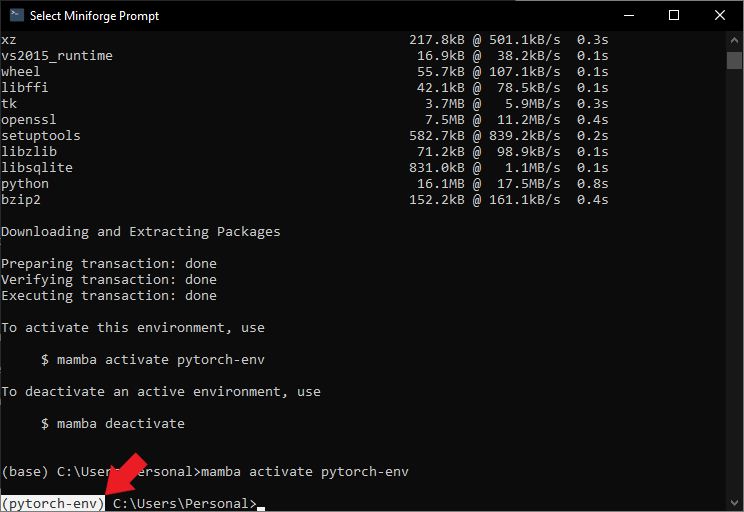 Select Miniforge Prompt
xz 217.8kB @ 501.1kB/s 0.3s
vs2015_runtime 16.9kB @ 38.2kB/s 0.1s
wheel 55.7kB @ 107.1kB/s 0.1s
libffi 42.1kB @ 78.5kB/s 0.1s
tk 3.7MB @ 5.9MB/s 0.3s
openssl 7.5MB @ 11.2MB/s 0.4s
setuptools 582.7kB @ 839.2kB/s 0.2s
libzlib 71.2kB @ 98.9kB/s 0.1s
libsqlite 831.0kB @ 1.1MB/s 0.1s
python 16.1MB @ 17.5MB/s 0.8s
bzip2 152.2kB @ 161.1kB/s 0.4s
Downloading and Extracting Packages
Preparing transaction: done
Verifying transaction: done
Executing transaction: done
To activate this environment, use
$ mamba activate pytorch-env
To deactivate an active environment, use
$ mamba deactivate
(base) C:\Users\Personal>mamba activate pytorch-env
(pytorch-env) C:\Users\Personal>